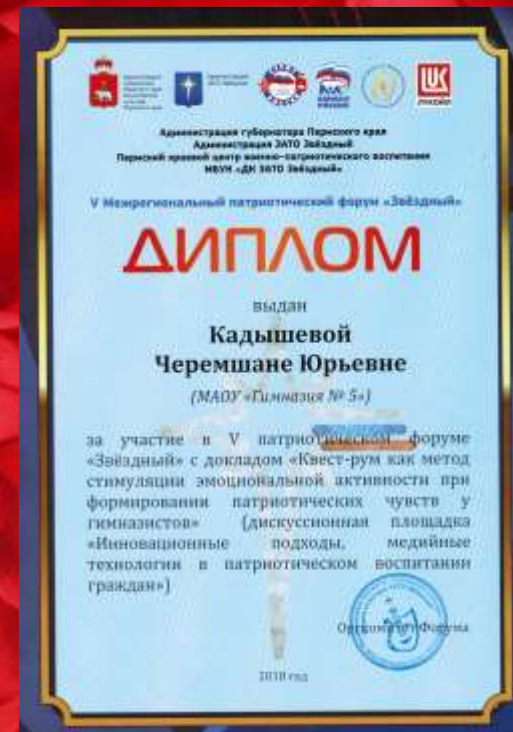 ЛУКОЙЛ
Администрация губернатора Пермского края
Администрация ЗАТО Звёздный
Пермский краевой центр военно-патриотического воспитания
МБУК «ДК ЗАТО Звёздный»
V Межрегиональный патриотический форум «Звёздный»
ДИПЛОМ
выдан
Кадышевой
Черемшане Юрьевне
(МАОУ «Гимназия № 5»)
за участие в V патриотическом форуме
«Звёздный» с докладом «Квест-рум как метод
стимуляции эмоциональной активности при
формировании патриотических чувств у
гимназистов» (дискуссионная площадка
«Инновационные подходы, медийные
технологии в патриотическом воспитании
граждан»)
Оргкомитет Форума
2018 год